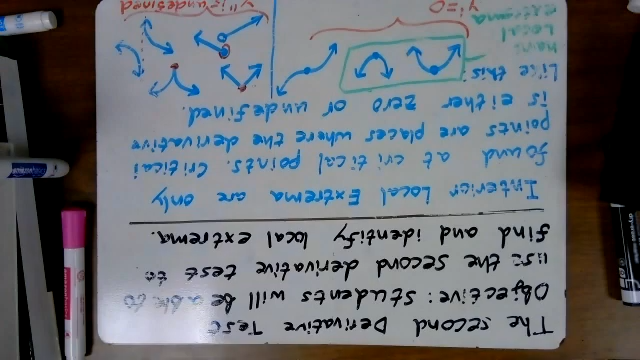 The Second Derivative Test
Objective: Students will be able to
use the second derivative test to
find and identify local extrema.
Interior Local Extrema are only
found at critical points. Critical
points are places where the derivative
is either zero or undefined.
Like this:
have
local
extrema
y'=0
y' is undefined